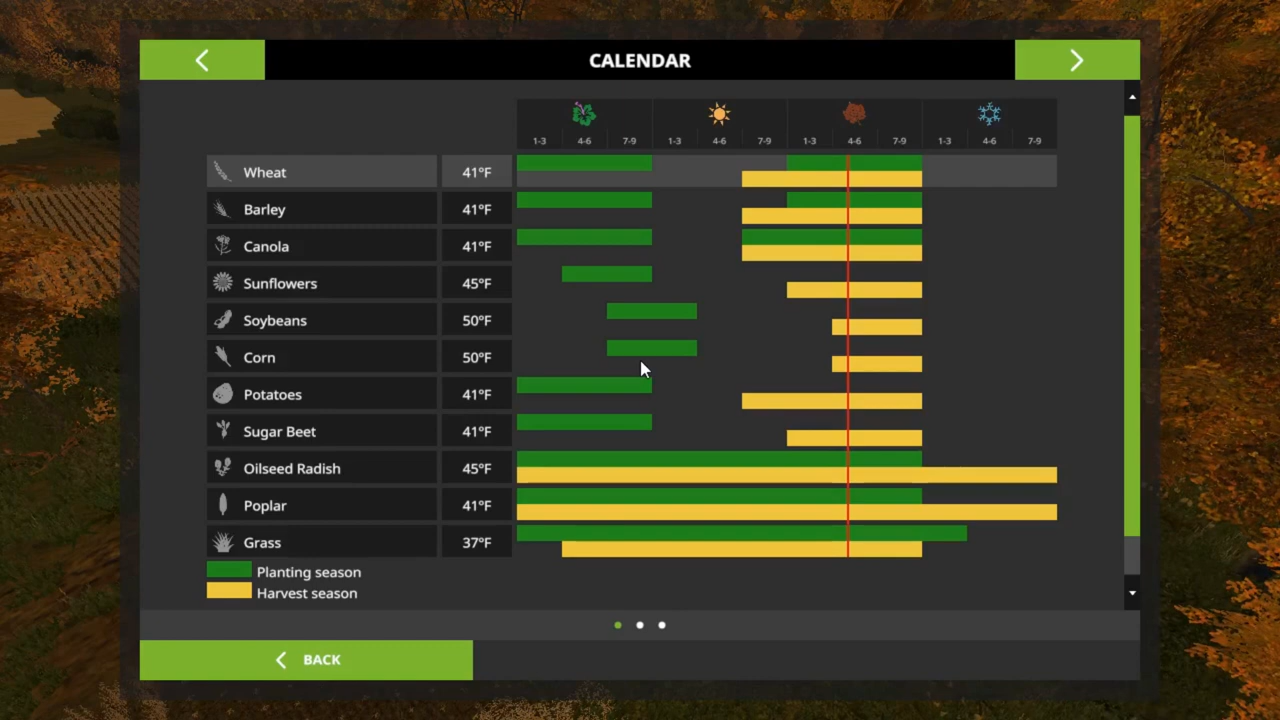 CALENDAR
1-3 4-6 7-9 1-3 4-6 7-9 1-3 4-6 7-9 1-3 4-6 7-9
Wheat 41°F
Barley 41°F
Canola 41°F
Sunflowers 45°F
Soybeans 50°F
Corn 50°F
Potatoes 41°F
Sugar Beet 41°F
Oilseed Radish 45°F
Poplar 41°F
Grass 37°F
Planting season
Harvest season
BACK